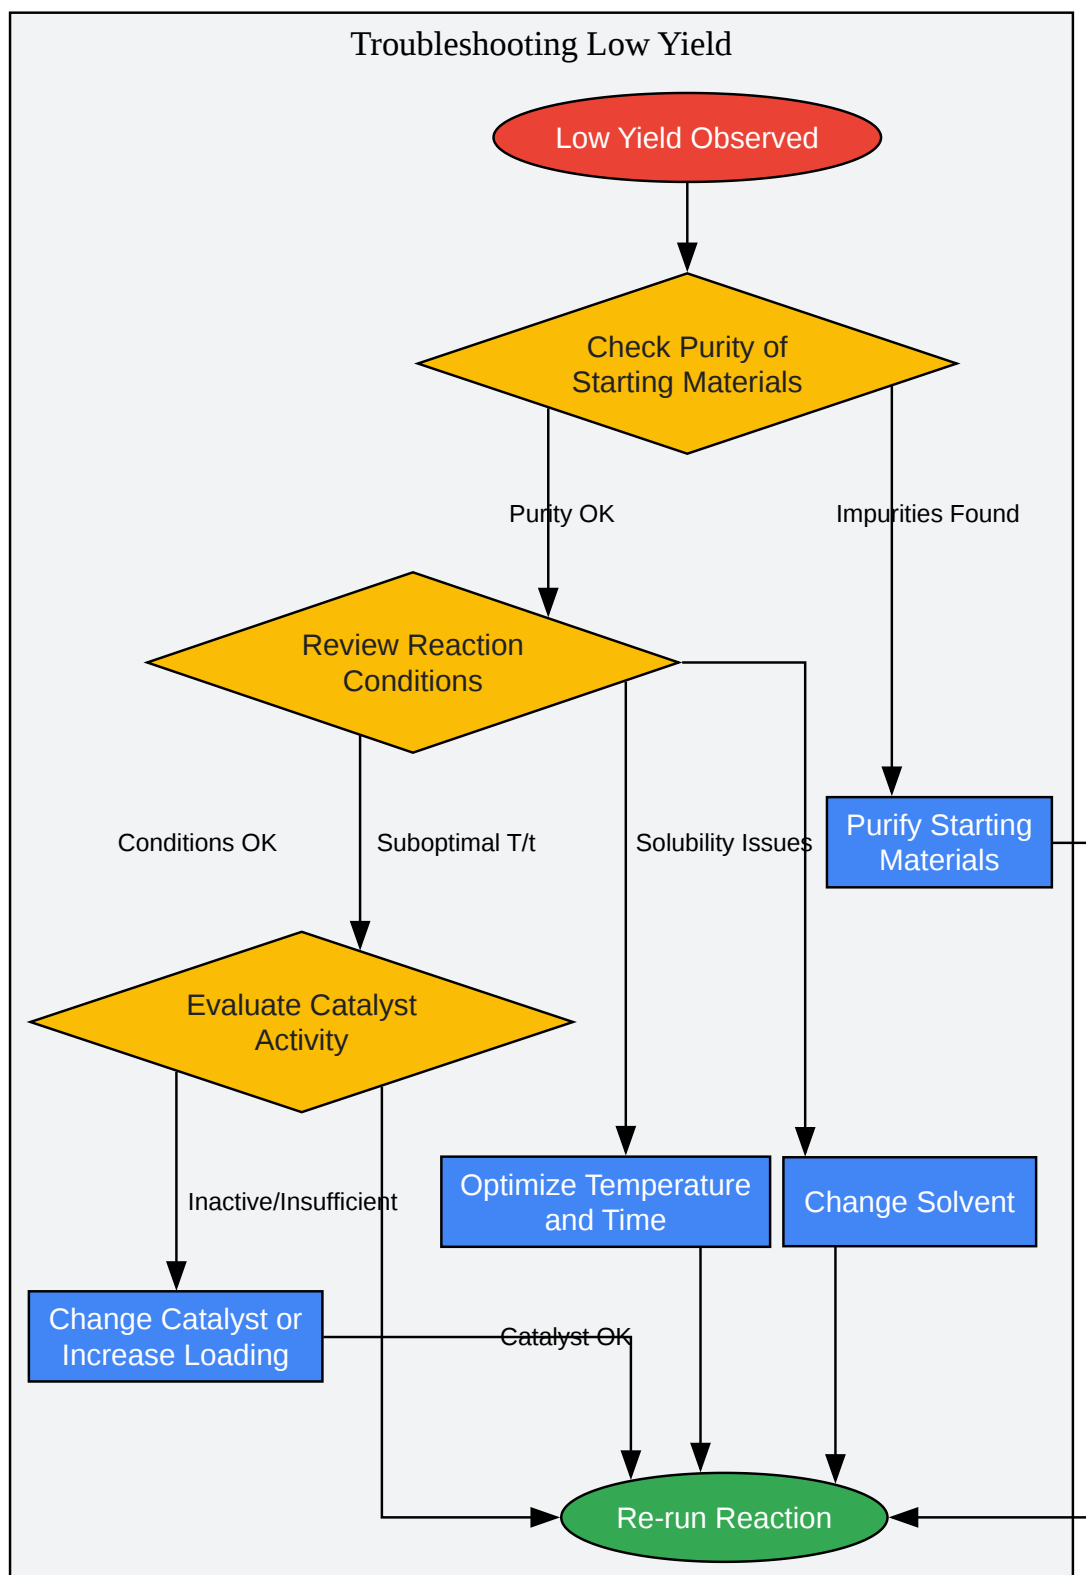 Troubleshooting Low Yield
Low Yield Observed
Check Purity of
Starting Materials
Purity OK
Impurities Found
Review Reaction
Conditions
Conditions OK
Suboptimal T/t
Solubility Issues
Purify Starting
Materials
Evaluate Catalyst
Activity
Inactive/Insufficient
Optimize Temperature
and Time
Change Solvent
Change Catalyst or
Increase Loading
Catalyst OK
Re-run Reaction